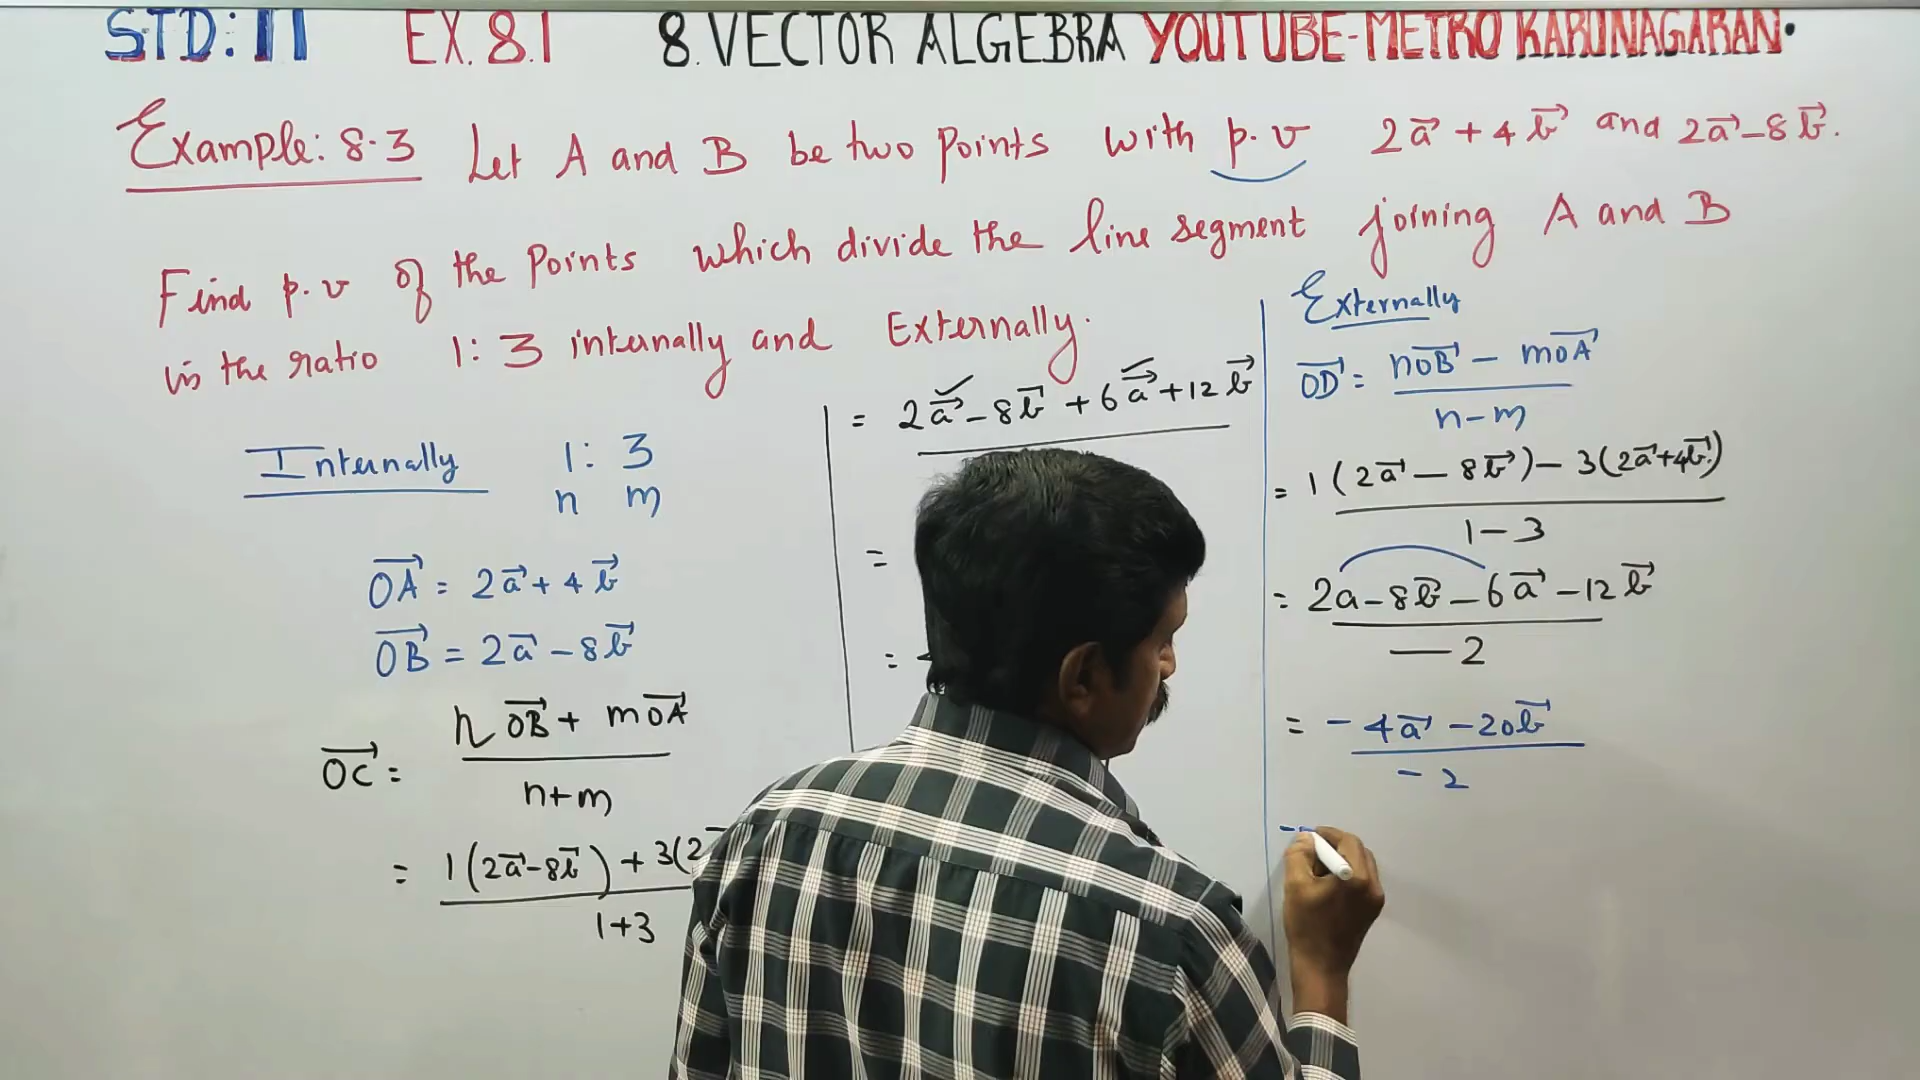 STD: 11 EX. 8.1 8. VECTOR ALGEBRA YOUTUBE-METRO KARUNAGARAN.
Example: 8.3 Let A and B be two points with p.v 2a⃗ + 4b⃗ and 2a⃗ - 8b⃗.
Find p.v of the points which divide the line segment joining A and B
in the ratio 1: 3 internally and Externally.
Internally 1: 3
n m
OA⃗ = 2a⃗ + 4b⃗
OB⃗ = 2a⃗ - 8b⃗
OC⃗ = n OB⃗ + m OA⃗
n+m
= 1(2a⃗ - 8b⃗) + 3(2
1+3
= 2a⃗ - 8b⃗ + 6a⃗ + 12b⃗
=
=
Externally
OD⃗ = nOB⃗ - mOA⃗
n-m
= 1(2a⃗ - 8b⃗) - 3(2a⃗ + 4b⃗)
1-3
= 2a - 8b⃗ - 6a⃗ - 12b⃗
-2
= -4a⃗ - 20b⃗
-2